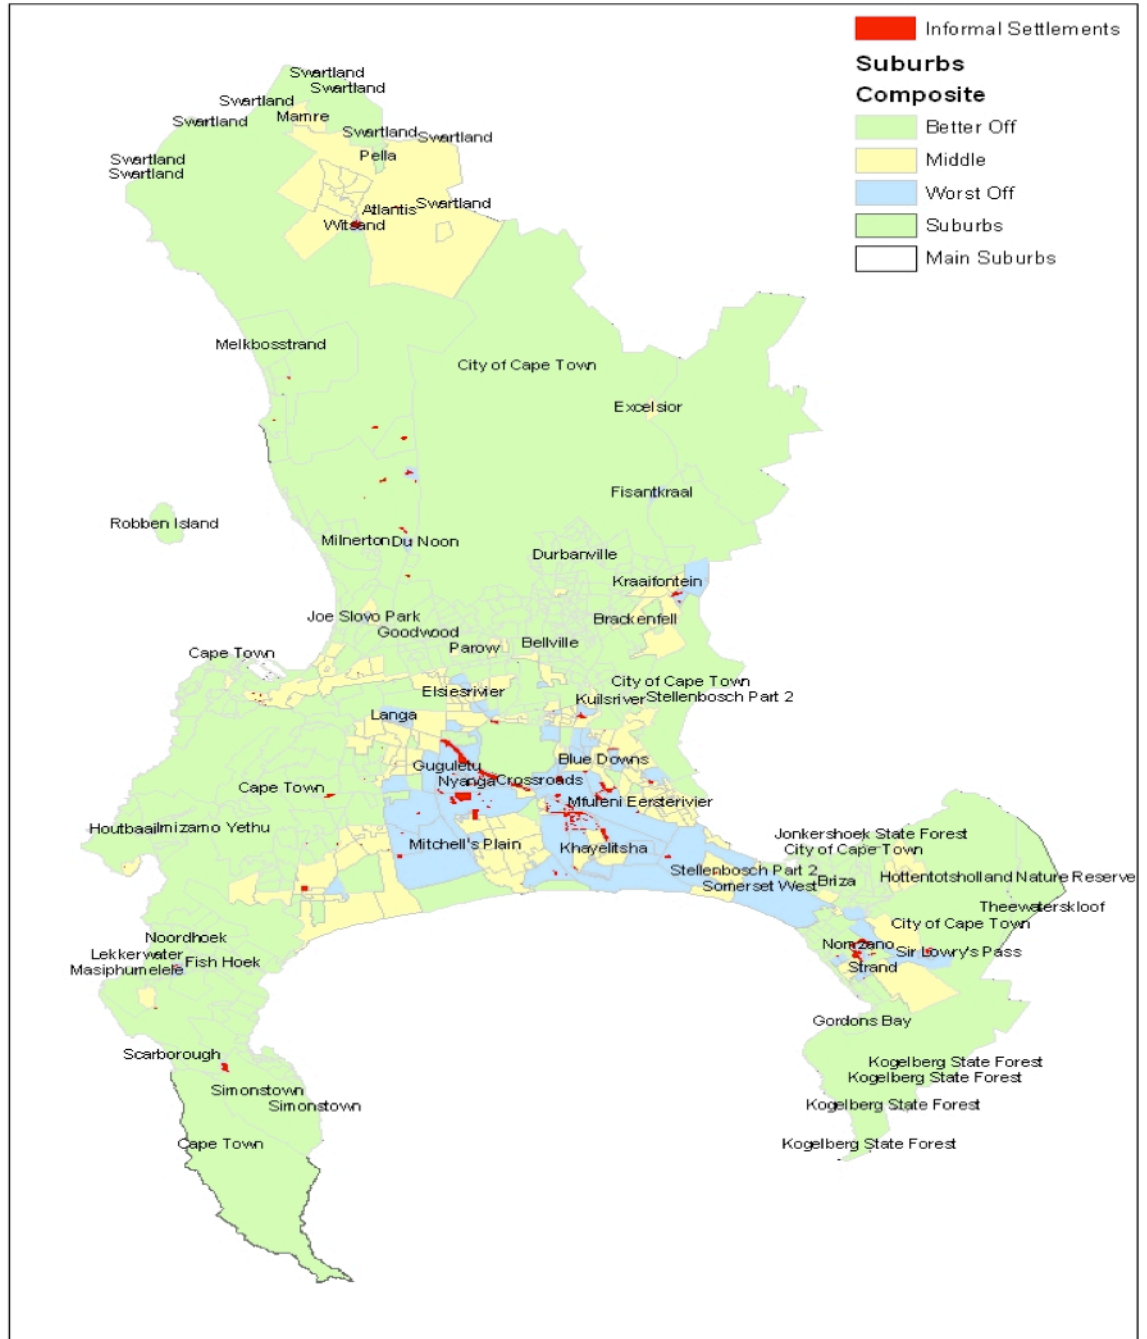 Informal Settlements
Suburbs
Composite
Better Off
Middle
Worst Off
Suburbs
Main Suburbs
Swartland
Swartland
Swartland
Mamre
Swartland
Swartland
Swartland
Pella
Swartland
Swartland
Atlantis
Swartland
Witsand
Melkbosstrand
City of Cape Town
Excelsior
Fisantkraal
Robben Island
Milnerton
Du Noon
Durbanville
Kraaifontein
Joe Slovo Park
Brackenfell
Goodwood
Parow
Bellville
Cape Town
City of Cape Town
Elsiesrivier
Kuilsriver
Stellenbosch Part 2
Langa
Guguletu
Blue Downs
Nyanga
Crossroads
Cape Town
Mfuleni
Eersterivier
Houtbaai
Imizamo Yethu
Mitchell's Plain
Khayelitsha
Jonkershoek State Forest
City of Cape Town
Stellenbosch Part 2
Somerset West
Briza
Hottentotsholland Nature Reserve
Theewaterskloof
City of Cape Town
Noordhoek
Nomzano
Sir Lowry's Pass
Lekkerwater
Fish Hoek
Masiphumelele
Strand
Gordons Bay
Scarborough
Kogelberg State Forest
Kogelberg State Forest
Simonstown
Simonstown
Kogelberg State Forest
Cape Town
Kogelberg State Forest